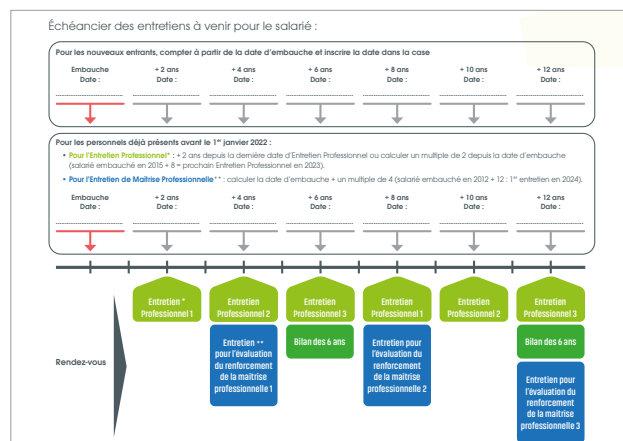 Échéancier des entretiens à venir pour le salarié :
Pour les nouveaux entrants, compter à partir de la date d'embauche et inscrire la date dans la case
Embauche + 2 ans + 4 ans + 6 ans + 8 ans + 10 ans + 12 ans
Date : Date : Date : Date : Date : Date : Date :
Pour les personnels déjà présents avant le 1er janvier 2022 :
• Pour l'Entretien Professionnel* : + 2 ans depuis la dernière date d'Entretien Professionnel ou calculer un multiple de 2 depuis la date d'embauche
(salarié embauché en 2015 + 8 = prochain Entretien Professionnel en 2023).
• Pour l'Entretien de Maîtrise Professionnelle** : calculer la date d'embauche + un multiple de 4 (salarié embauché en 2012 + 12 : 1er entretien en 2024).
Embauche + 2 ans + 4 ans + 6 ans + 8 ans + 10 ans + 12 ans
Date : Date : Date : Date : Date : Date : Date :
Rendez-vous
Entretien *
Professionnel 1
Entretien
Professionnel 2
Entretien **
pour l'évaluation
du renforcement
de la maitrise
professionnelle 1
Entretien
Professionnel 3
Bilan des 6 ans
Entretien
Professionnel 1
Entretien pour
l'évaluation du
renforcement
de la maitrise
professionnelle 2
Entretien
Professionnel 2
Entretien
Professionnel 3
Bilan des 6 ans
Entretien pour
l'évaluation du
renforcement
de la maitrise
professionnelle 3